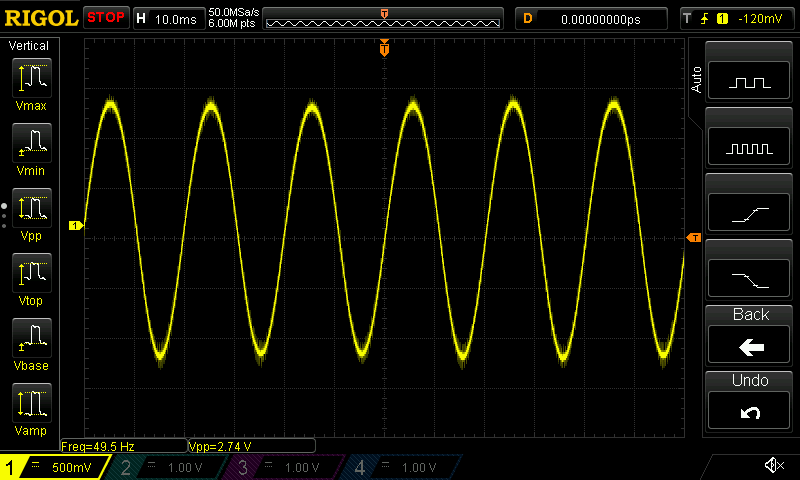 RIGOL STOP H 10.0ms 50.0MSa/s 6.00M pts T D 0.00000000ps T 1 -120mV
Vertical
Vmax
Vmin
Vpp
Vtop
Vbase
Vamp
1
T
T
Auto
Back
Undo
Freq=49.5 Hz Vpp=2.74 V
1 500mV 2 1.00 V 3 1.00 V 4 1.00 V